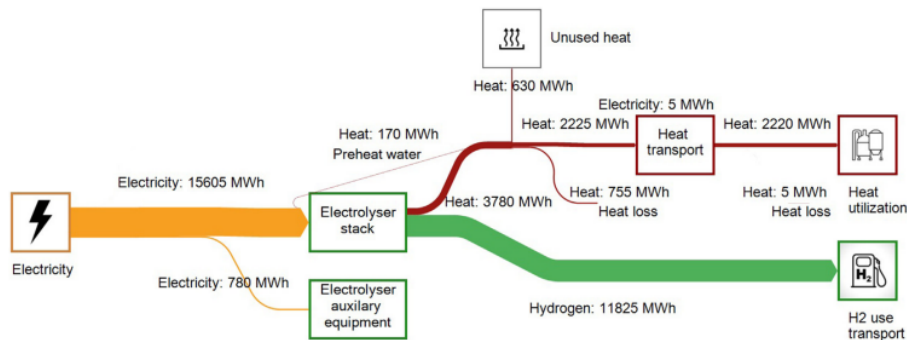 Unused heat
Heat: 630 MWh
Electricity: 5 MWh
Heat: 170 MWh
Preheat water
Heat: 2225 MWh
Heat
transport
Heat: 2220 MWh
Electricity: 15605 MWh
Heat: 3780 MWh
Heat: 755 MWh
Heat loss
Heat: 5 MWh
Heat loss
Heat
utilization
Electrolyser
stack
Electricity
Electricity: 780 MWh
Electrolyser
auxilary
equipment
Hydrogen: 11825 MWh
H2
H2 use
transport